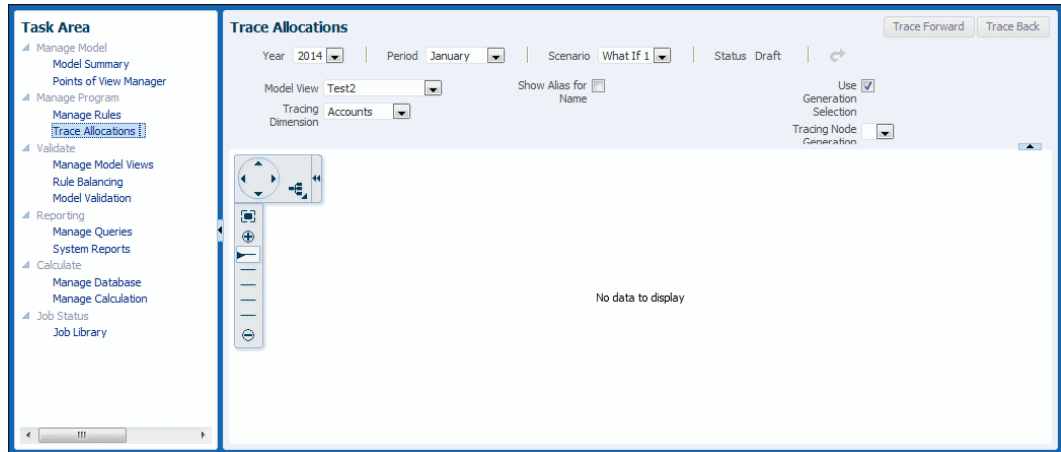 Task Area
Manage Model
Model Summary
Points of View Manager
Manage Program
Manage Rules
Trace Allocations
Validate
Manage Model Views
Rule Balancing
Model Validation
Reporting
Manage Queries
System Reports
Calculate
Manage Database
Manage Calculation
Job Status
Job Library
Trace Allocations
Trace Forward Trace Back
Year 2014 Period January Scenario What If 1 Status Draft
Model View Test2
Tracing
Dimension Accounts
Show Alias for
Name
Use
Generation
Selection
Tracing Node
Generation
No data to display